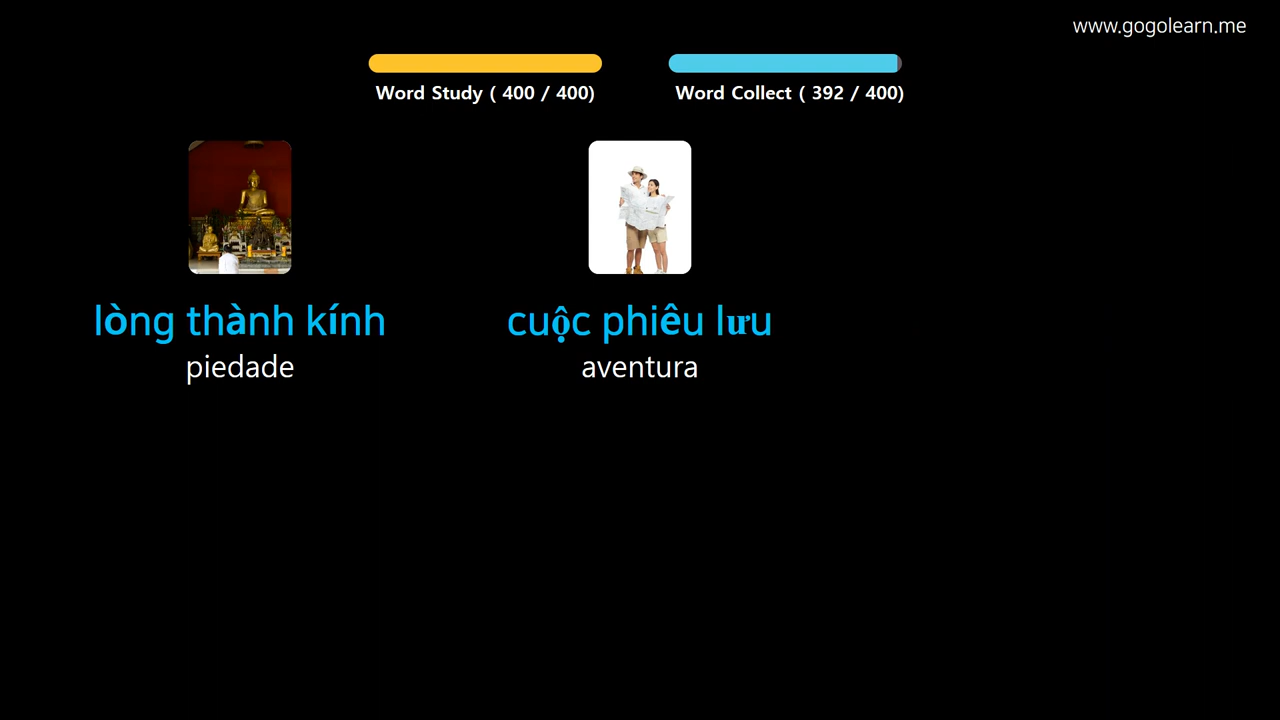 www.gogolearn.me
Word Study ( 400 / 400)
Word Collect ( 392 / 400)
lòng thành kính
piedade
cuộc phiêu lưu
aventura